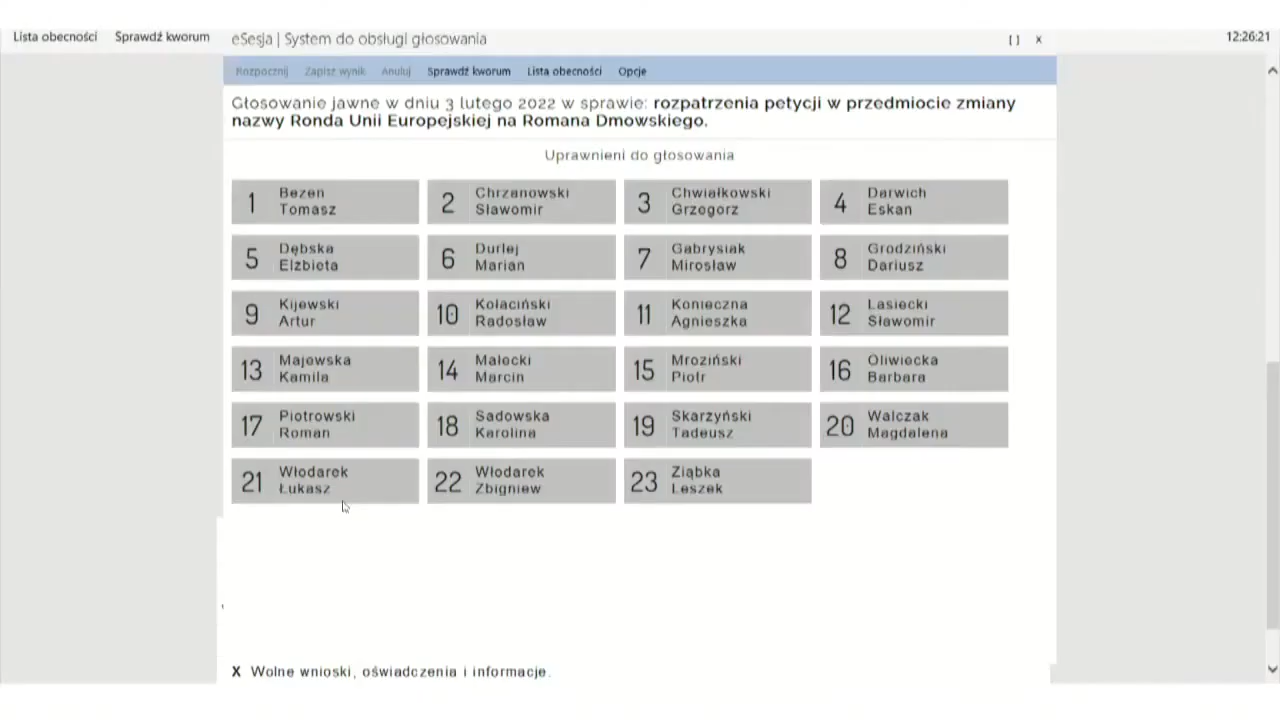 Lista obecności Sprawdź kworum eSesja | System do obsługi głosowania [ ] x 12:26:21
Rozpocznij Zapisz wynik Anuluj Sprawdź kworum Lista obecności Opcje
Głosowanie jawne w dniu 3 lutego 2022 w sprawie: rozpatrzenia petycji w przedmiocie zmiany
nazwy Ronda Unii Europejskiej na Romana Dmowskiego.
Uprawnieni do głosowania
1 Bezen Tomasz
2 Chrzanowski Sławomir
3 Chwiałkowski Grzegorz
4 Darwich Eskan
5 Dębska Elżbieta
6 Durlej Marian
7 Gabrysiak Mirosław
8 Grodziński Dariusz
9 Kijewski Artur
10 Kołaciński Radosław
11 Konieczna Agnieszka
12 Lasiecki Sławomir
13 Majewska Kamila
14 Małecki Marcin
15 Mroziński Piotr
16 Oliwiecka Barbara
17 Piotrowski Roman
18 Sadowska Karolina
19 Skarżyński Tadeusz
20 Walczak Magdalena
21 Włodarek Łukasz
22 Włodarek Zbigniew
23 Ziąbka Leszek
X Wolne wnioski, oświadczenia i informacje.